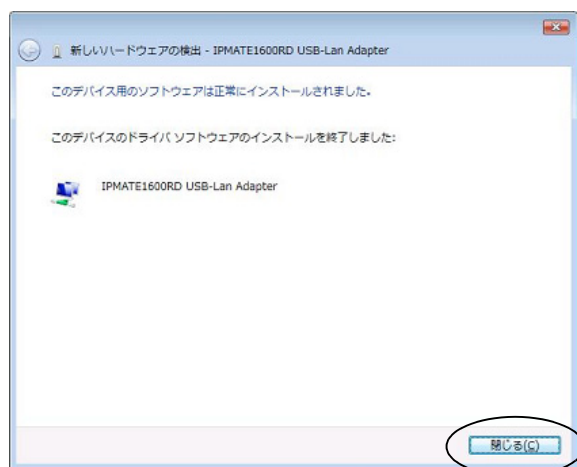 新しいハードウェアの検出 - IPMATE1600RD USB-Lan Adapter
このデバイス用のソフトウェアは正常にインストールされました。
このデバイスのドライバ ソフトウェアのインストールを終了しました:
IPMATE1600RD USB-Lan Adapter
閉じる(C)